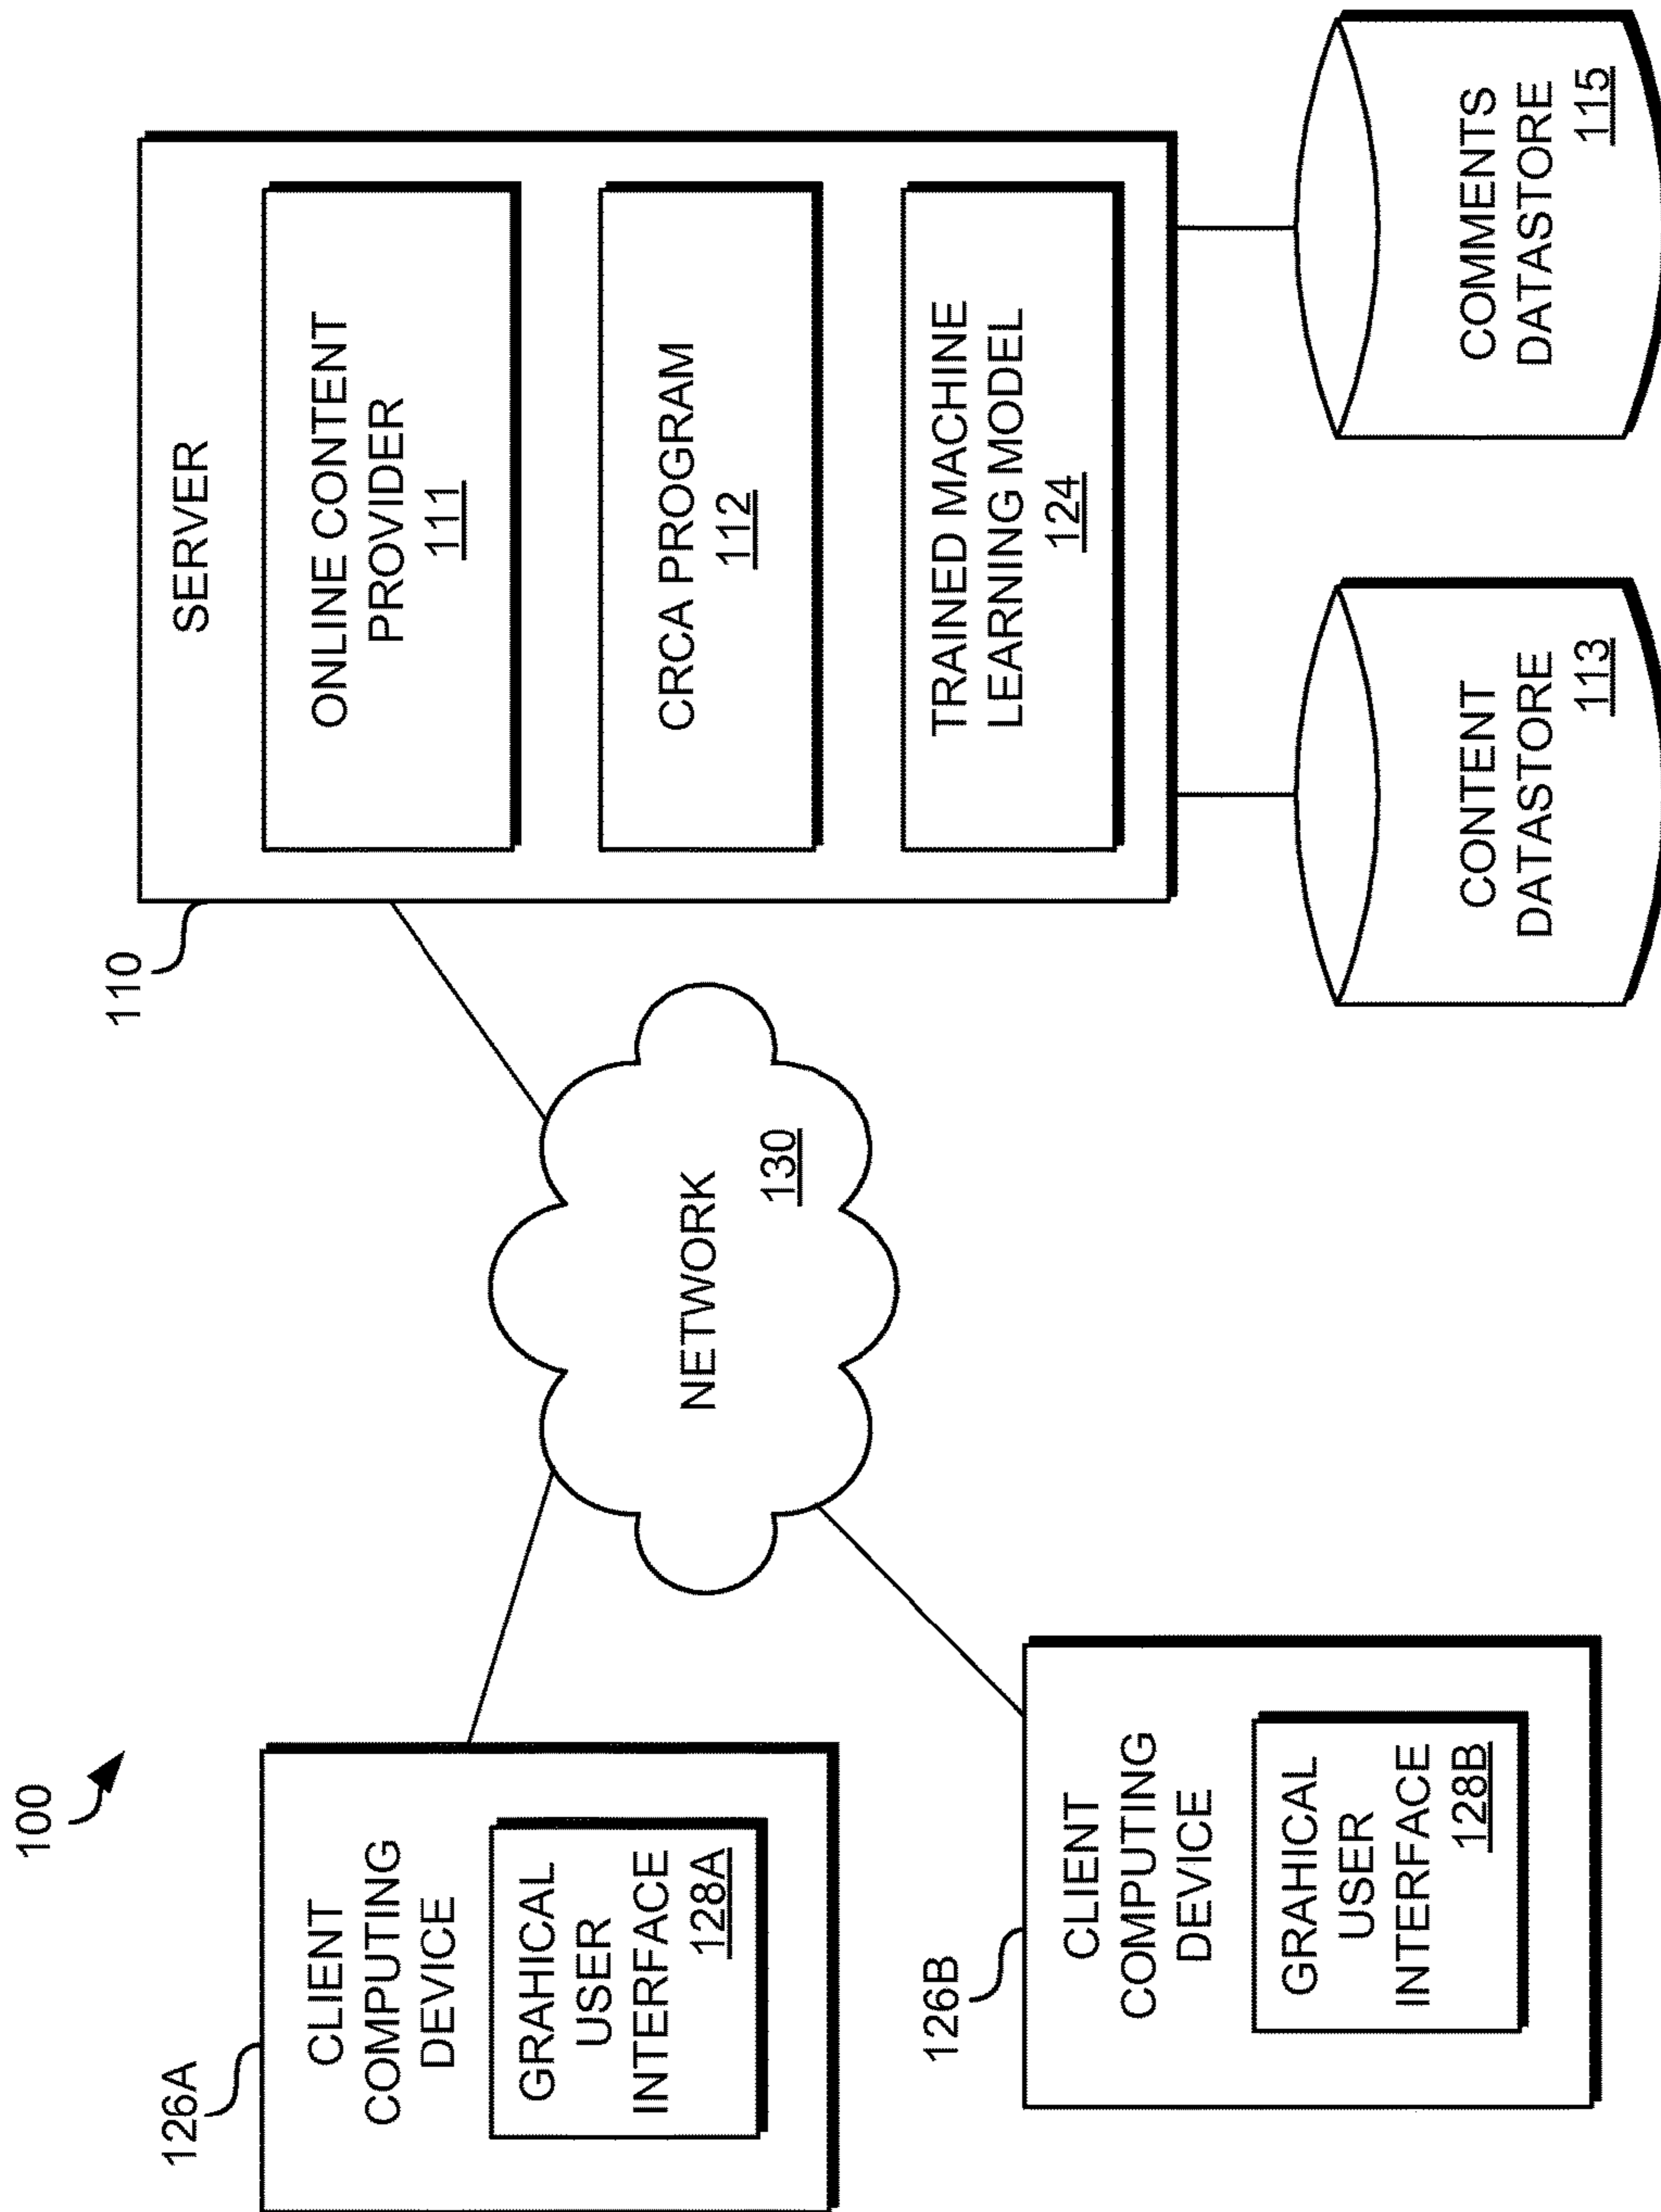 100
126A
CLIENT
COMPUTING
DEVICE
GRAHICAL
USER
INTERFACE
128A
126B
CLIENT
COMPUTING
DEVICE
GRAHICAL
USER
INTERFACE
128B
NETWORK
130
110
SERVER
ONLINE CONTENT
PROVIDER
111
CRCA PROGRAM
112
TRAINED MACHINE
LEARNING MODEL
124
CONTENT
DATASTORE
113
COMMENTS
DATASTORE
115